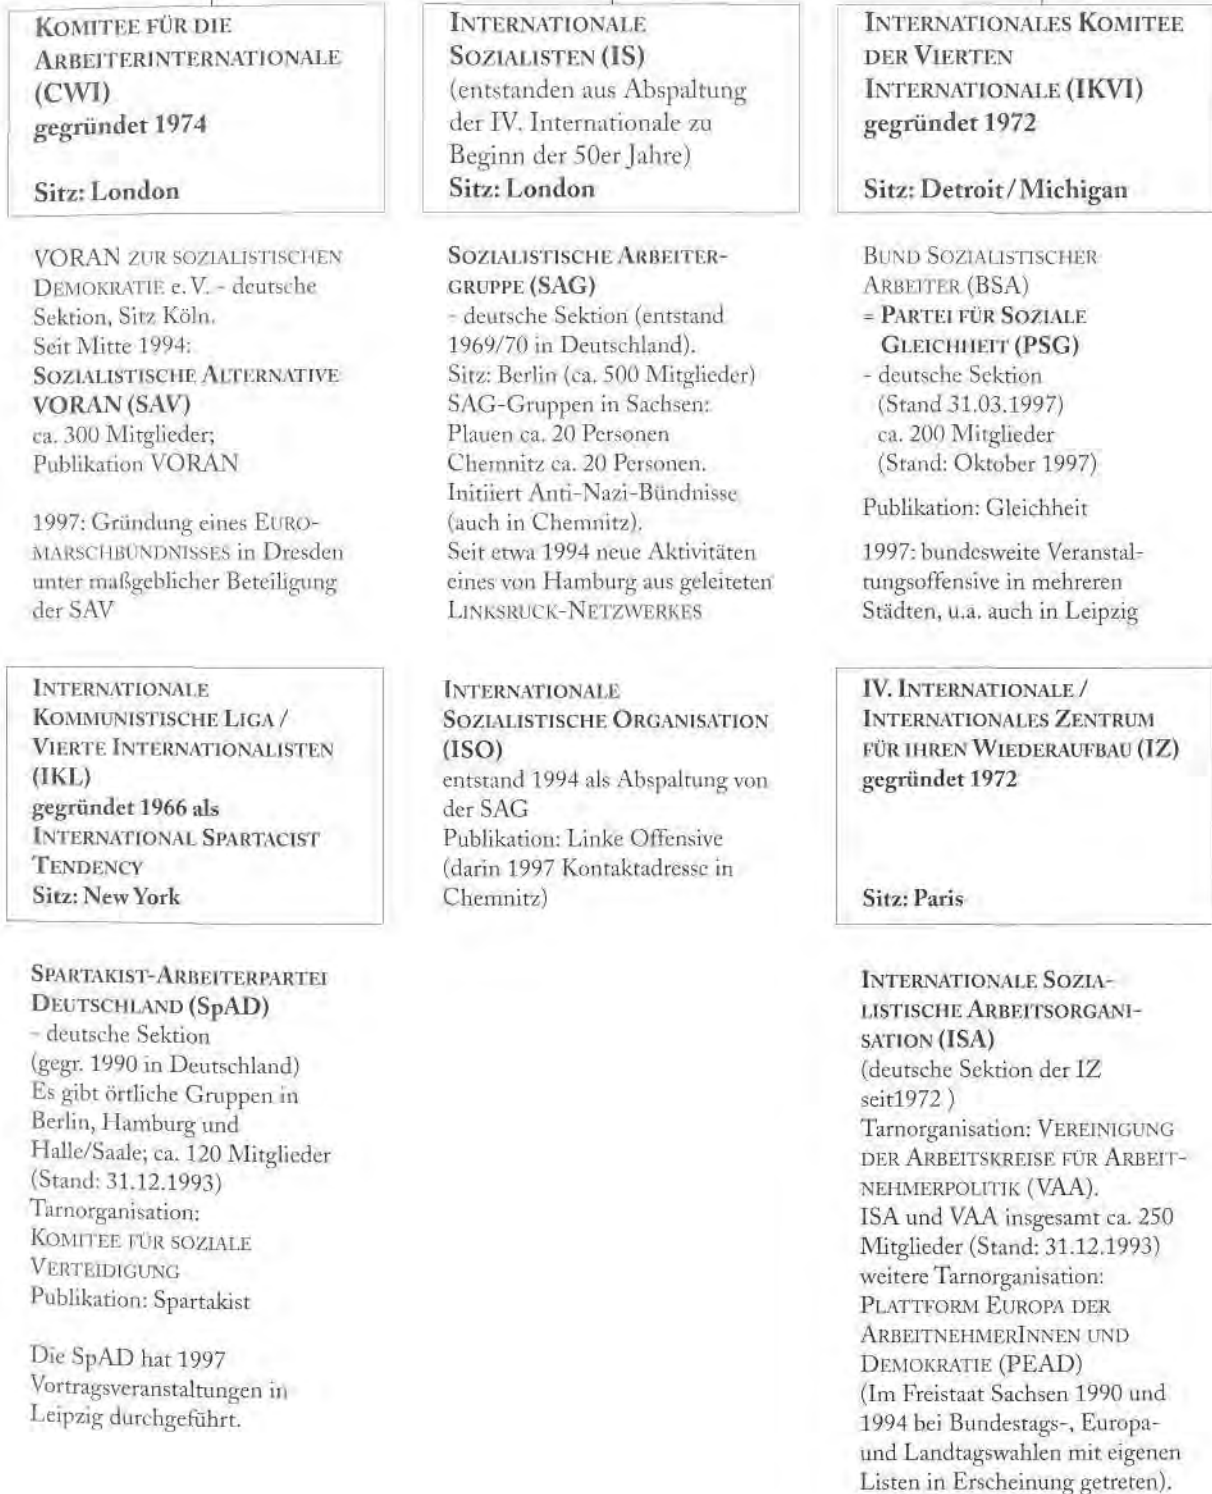 KOMITEE FÜR DIE
ARBEITERINTERNATIONALE
(CWI)
gegründet 1974
Sitz: London
VORAN ZUR SOZIALISTISCHEN
DEMOKRATIE e. V. - deutsche
Sektion, Sitz Köln.
Seit Mitte 1994:
SOZIALISTISCHE ALTERNATIVE
VORAN (SAV)
ca. 300 Mitglieder;
Publikation VORAN
1997: Gründung eines EURO-
MARSCHBÜNDNISSES in Dresden
unter maßgeblicher Beteiligung
der SAV
INTERNATIONALE
KOMMUNISTISCHE LIGA /
VIERTE INTERNATIONALISTEN
(IKL)
gegründet 1966 als
INTERNATIONAL SPARTACIST
TENDENCY
Sitz: New York
SPARTAKIST-ARBEITERPARTEI
DEUTSCHLAND (SpAD)
- deutsche Sektion
(gegr. 1990 in Deutschland)
Es gibt örtliche Gruppen in
Berlin, Hamburg und
Halle/Saale; ca. 120 Mitglieder
(Stand: 31.12.1993)
Tarnorganisation:
KOMITEE FÜR SOZIALE
VERTEIDIGUNG
Publikation: Spartakist
Die SpAD hat 1997
Vortragsveranstaltungen in
Leipzig durchgeführt.
INTERNATIONALE
SOZIALISTEN (IS)
(entstanden aus Abspaltung
der IV. Internationale zu
Beginn der 50er Jahre)
Sitz: London
SOZIALISTISCHE ARBEITER-
GRUPPE (SAG)
- deutsche Sektion (entstand
1969/70 in Deutschland).
Sitz: Berlin (ca. 500 Mitglieder)
SAG-Gruppen in Sachsen:
Plauen ca. 20 Personen
Chemnitz ca. 20 Personen.
Initiiert Anti-Nazi-Bündnisse
(auch in Chemnitz).
Seit etwa 1994 neue Aktivitäten
eines von Hamburg aus geleiteten
LINKSRUCK-NETZWERKES
INTERNATIONALE
SOZIALISTISCHE ORGANISATION
(ISO)
entstand 1994 als Abspaltung von
der SAG
Publikation: Linke Offensive
(darin 1997 Kontaktadresse in
Chemnitz)
INTERNATIONALES KOMITEE
DER VIERTEN
INTERNATIONALE (IKVI)
gegründet 1972
Sitz: Detroit/Michigan
BUND SOZIALISTISCHER
ARBEITER (BSA)
= PARTEI FÜR SOZIALE
GLEICHHEIT (PSG)
- deutsche Sektion
(Stand 31.03.1997)
ca. 200 Mitglieder
(Stand: Oktober 1997)
Publikation: Gleichheit
1997: bundesweite Veranstal-
tungsoffensive in mehreren
Städten, u.a. auch in Leipzig
IV. INTERNATIONALE /
INTERNATIONALES ZENTRUM
FÜR IHREN WIEDERAUFBAU (IZ)
gegründet 1972
Sitz: Paris
INTERNATIONALE SOZIA-
LISTISCHE ARBEITSORGANI-
SATION (ISA)
(deutsche Sektion der IZ
seit1972 )
Tarnorganisation: VEREINIGUNG
DER ARBEITSKREISE FÜR ARBEIT-
NEHMERPOLITIK (VAA).
ISA und VAA insgesamt ca. 250
Mitglieder (Stand: 31.12.1993)
weitere Tarnorganisation:
PLATTFORM EUROPA DER
ARBEITNEHMERINNEN UND
DEMOKRATIE (PEAD)
(Im Freistaat Sachsen 1990 und
1994 bei Bundestags-, Europa-
und Landtagswahlen mit eigenen
Listen in Erscheinung getreten).